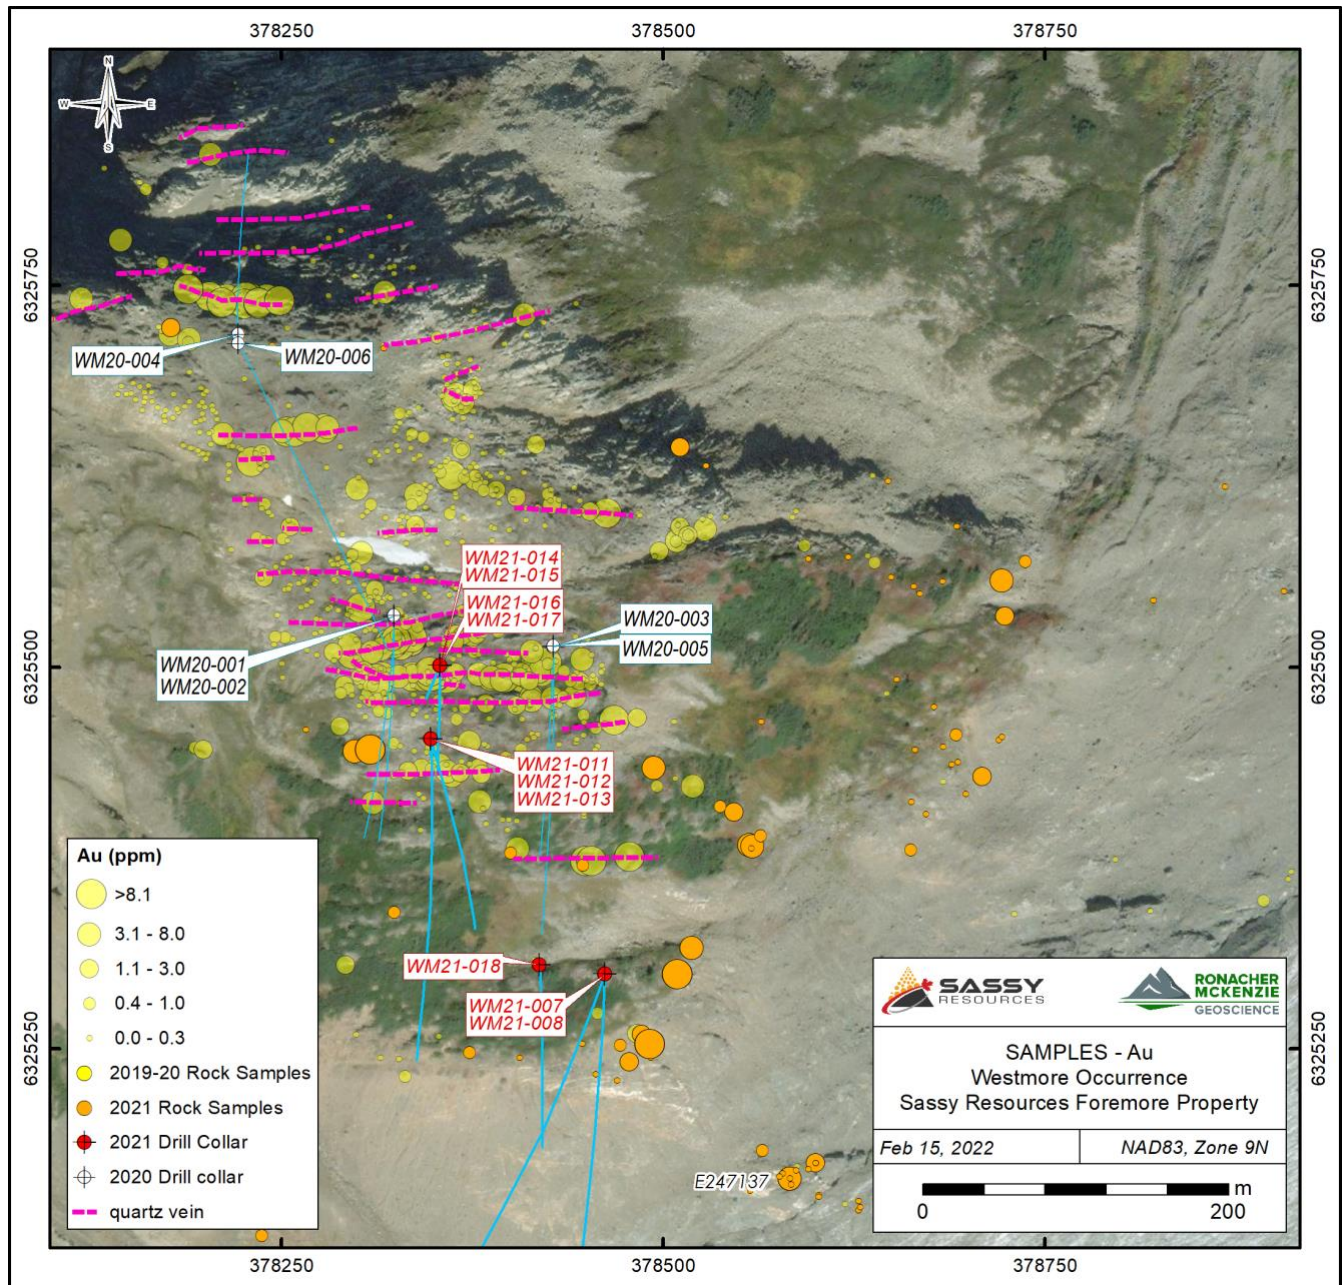 378250
378500
378750
N
W
E
S
6325750
6325750
WM20-004
WM20-006
WM21-014
WM21-015
WM21-016
WM21-017
WM20-003
WM20-005
WM20-001
WM20-002
6325500
6325500
WM21-011
WM21-012
WM21-013
WM21-018
WM21-007
WM21-008
6325250
6325250
E247137
Au (ppm)
>8.1
3.1 - 8.0
1.1 - 3.0
0.4 - 1.0
0.0 - 0.3
2019-20 Rock Samples
2021 Rock Samples
2021 Drill Collar
2020 Drill collar
quartz vein
SASSY
RESOURCES
RONACHER
MCKENZIE
GEOSCIENCE
SAMPLES - Au
Westmore Occurrence
Sassy Resources Foremore Property
Feb 15, 2022
NAD83, Zone 9N
m
0
200
378250
378500
378750